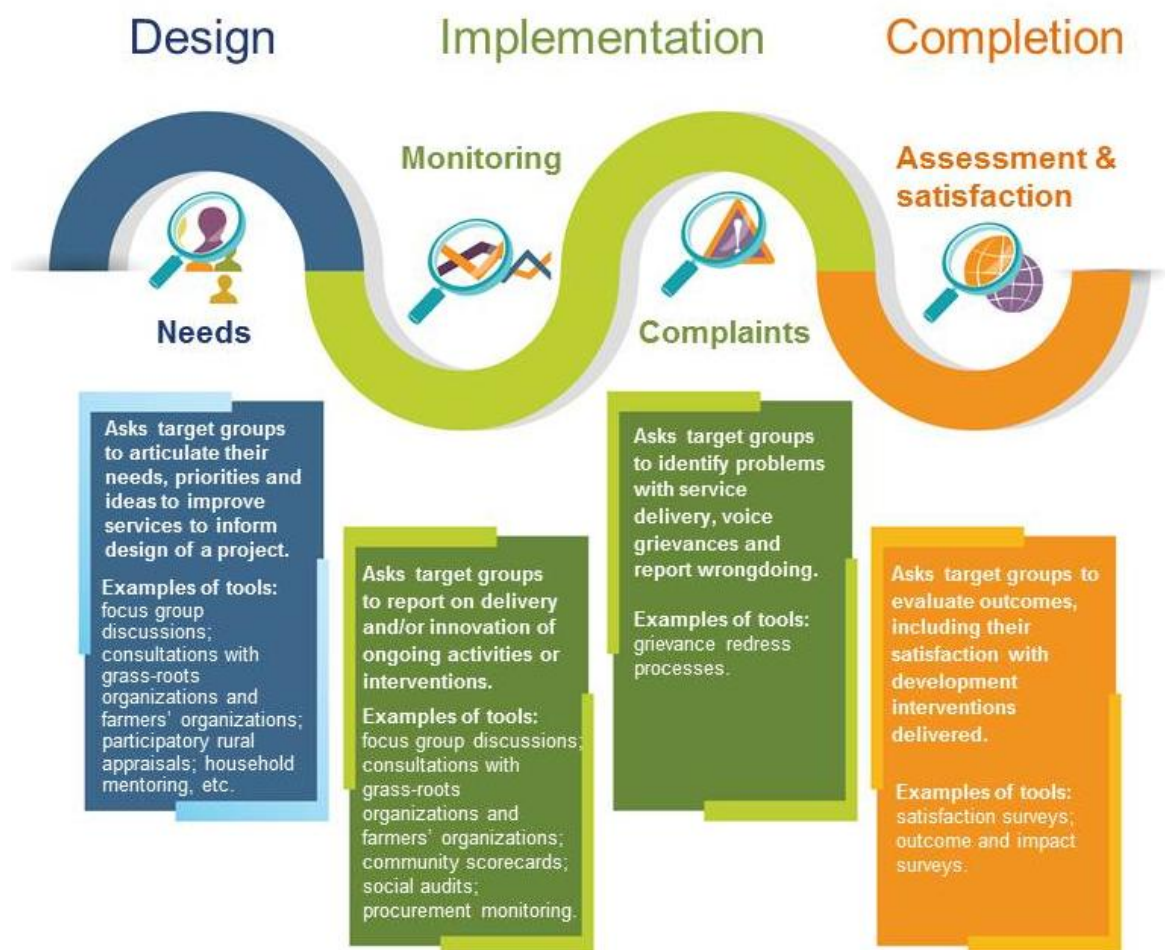 Design
Implementation
Completion
Monitoring
Assessment &
satisfaction
Needs
Complaints
Asks target groups
to articulate their
needs, priorities and
ideas to improve
services to inform
design of a project.
Examples of tools:
focus group
discussions;
consultations with
grass-roots
organizations and
farmers' organizations;
participatory rural
appraisals; household
mentoring, etc.
Asks target groups
to report on delivery
and/or innovation of
ongoing activities or
interventions.
Examples of tools:
focus group discussions;
consultations with
grass-roots
organizations and
farmers' organizations;
community scorecards;
social audits;
procurement monitoring.
Asks target groups
to identify problems
with service
delivery, voice
grievances and
report wrongdoing.
Examples of tools:
grievance redress
processes.
Asks target groups to
evaluate outcomes,
including their
satisfaction with
development
interventions
delivered.
Examples of tools:
satisfaction surveys;
outcome and impact
surveys.